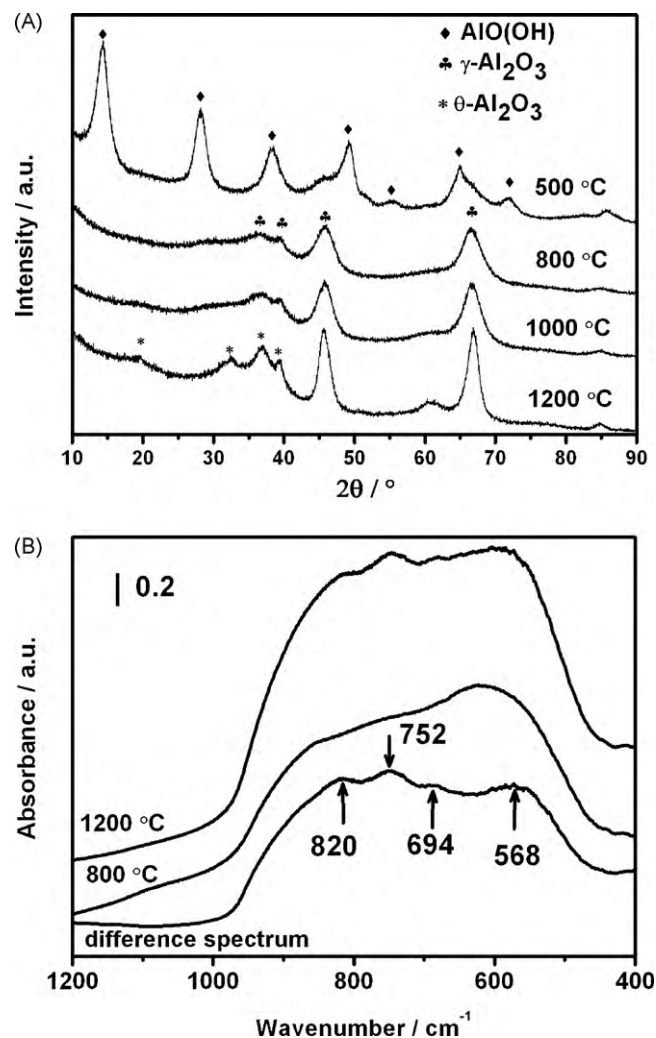 (A)
♦ AlO(OH)
♣ γ-Al₂O₃
* θ-Al₂O₃
500 °C
800 °C
1000 °C
1200 °C
Intensity / a.u.
10 20 30 40 50 60 70 80 90
2θ / °
(B)
0.2
752
820
694
568
1200 °C
800 °C
difference spectrum
Absorbance / a.u.
1200 1000 800 600 400
Wavenumber / cm⁻¹